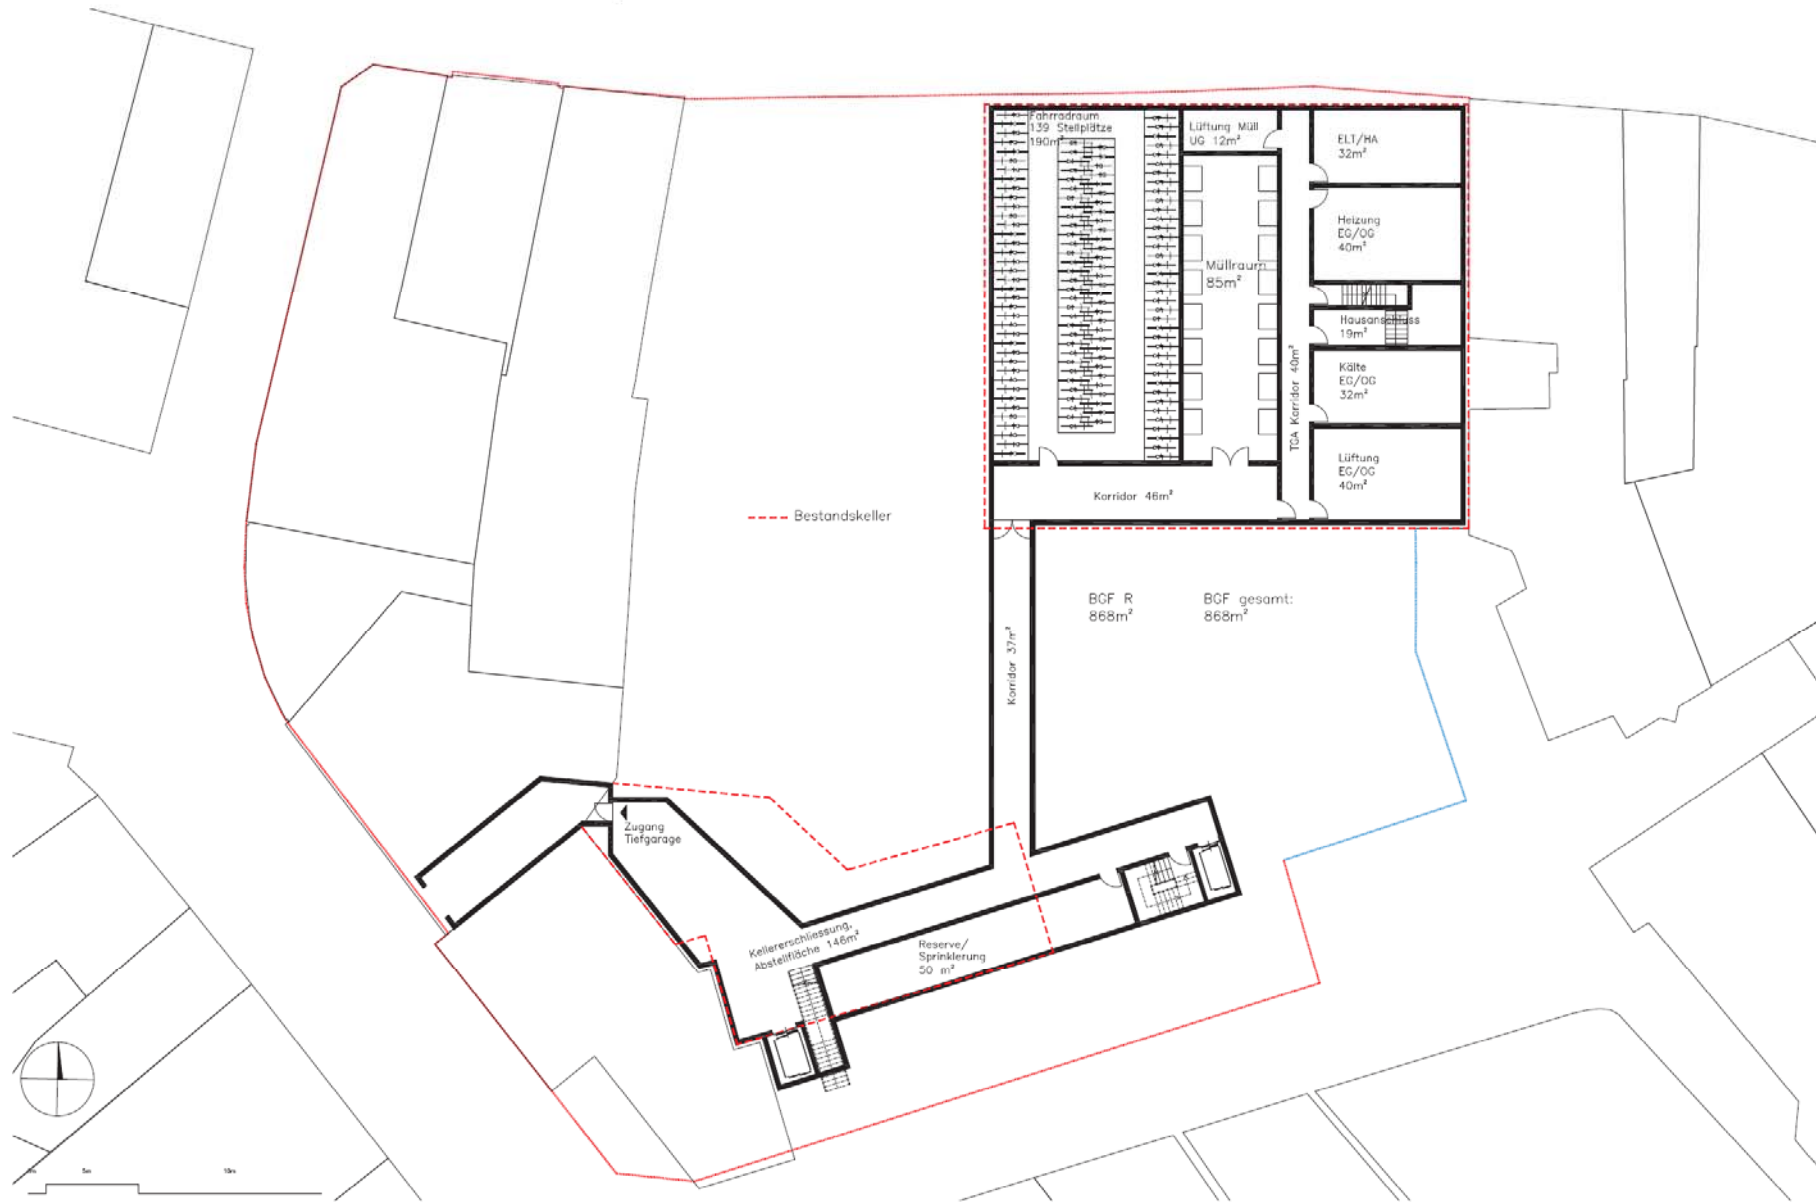 Fahrradraum
139 Stellplätze
190m²
Lüftung Müll
UG 12m²
ELT/HA
32m²
Heizung
EG/OG
40m²
Müllraum
85m²
Hausanschluss
19m²
TGA Korridor 40m²
Kälte
EG/OG
32m²
Lüftung
EG/OG
40m²
Korridor 46m²
Bestandskeller
BGF R
868m²
BGF gesamt:
868m²
Korridor 37m²
Zugang
Tiefgarage
Kellererschliessung,
Abstellfläche 146m²
Reserve/
Sprinklerung
50 m²
5m
10m